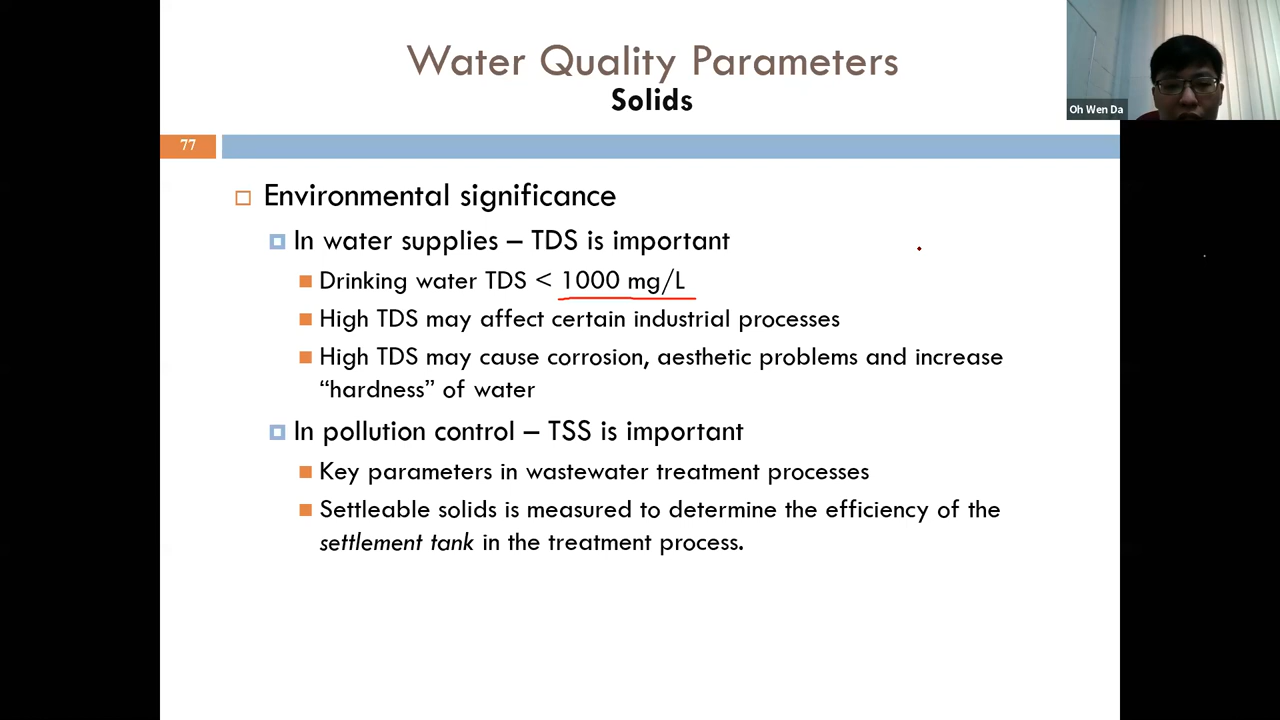 Water Quality Parameters
Solids
Oh Wen Da
77
Environmental significance
In water supplies – TDS is important
Drinking water TDS < 1000 mg/L
High TDS may affect certain industrial processes
High TDS may cause corrosion, aesthetic problems and increase
“hardness” of water
In pollution control – TSS is important
Key parameters in wastewater treatment processes
Settleable solids is measured to determine the efficiency of the
settlement tank in the treatment process.